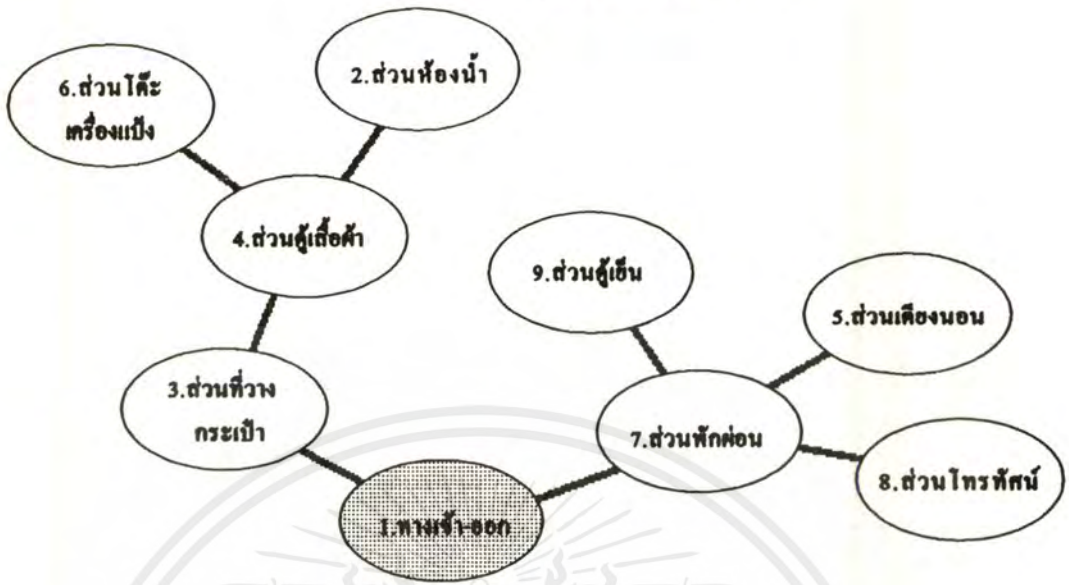 2.ส่วนห้องน้ำ
6.ส่วนโต๊ะ
เครื่องแป้ง
4.ส่วนตู้เสื้อผ้า
9.ส่วนตู้เย็น
5.ส่วนเตียงนอน
3.ส่วนที่วาง
กระเป๋า
7.ส่วนพักผ่อน
8.ส่วนโทรทัศน์
1.ทางเข้า-ออก